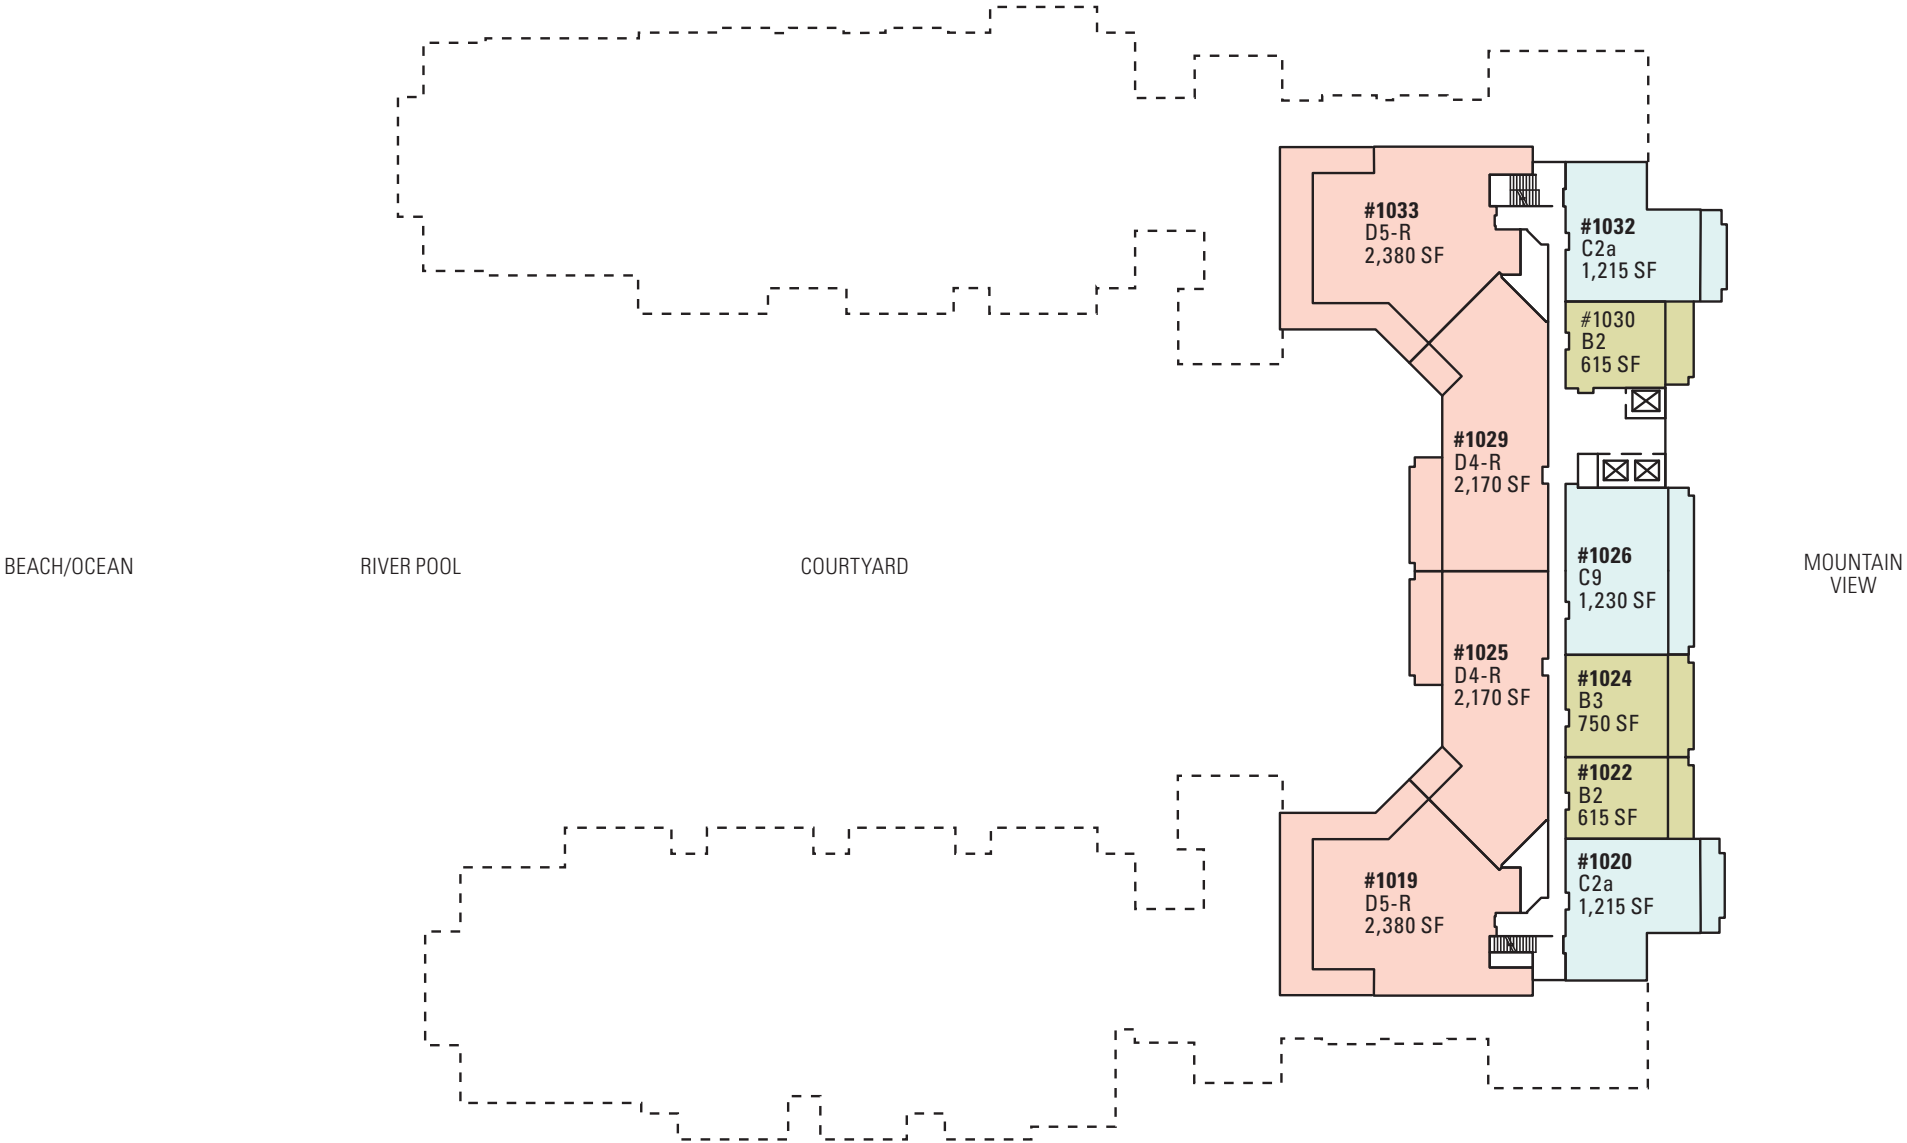 #1033
D5-R
2,380 SF
#1032
C2a
1,215 SF
#1030
B2
615 SF
#1029
D4-R
2,170 SF
BEACH/OCEAN
RIVER POOL
COURTYARD
#1026
C9
1,230 SF
MOUNTAIN
VIEW
#1025
D4-R
2,170 SF
#1024
B3
750 SF
#1022
B2
615 SF
#1019
D5-R
2,380 SF
#1020
C2a
1,215 SF